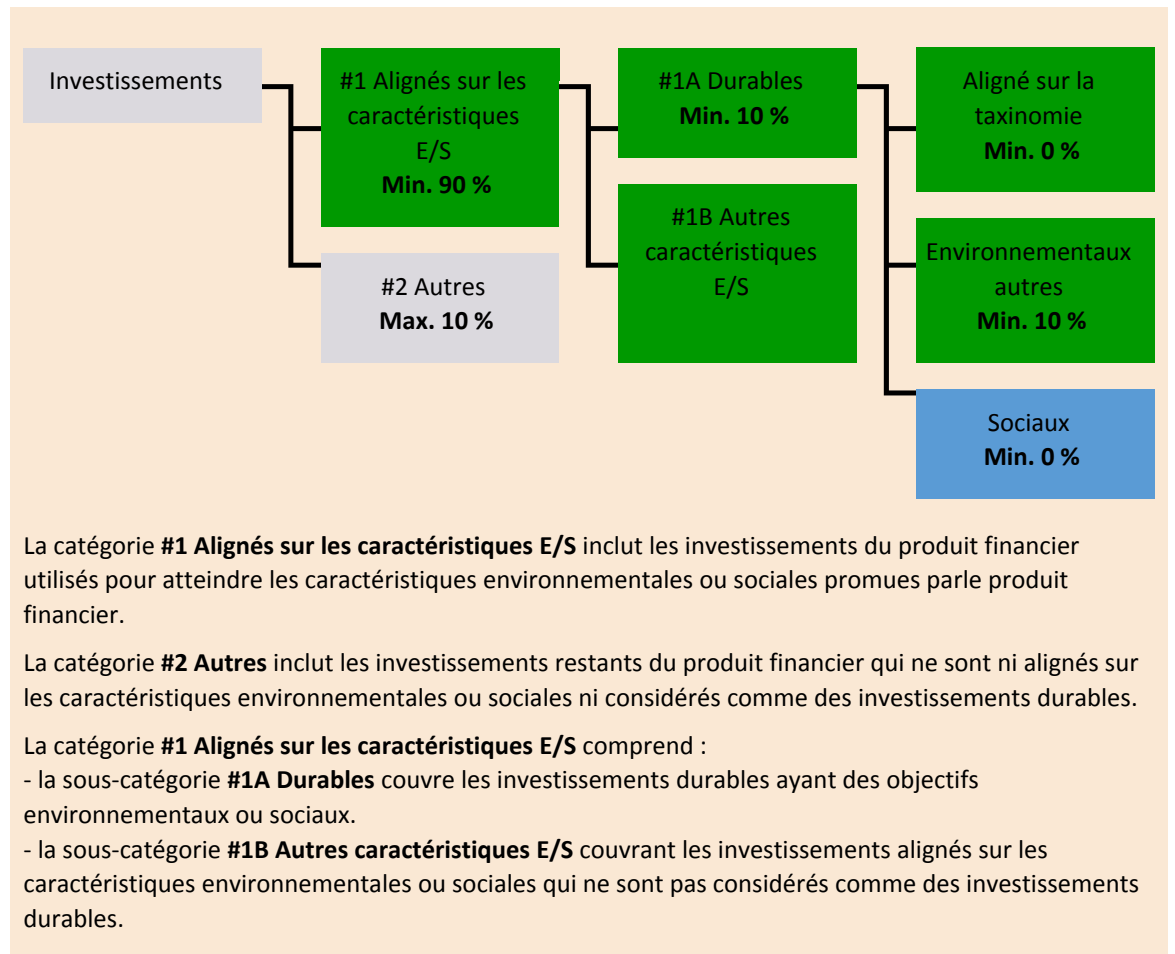 Investissements
#1 Alignés sur les
caractéristiques
E/S
Min. 90 %
#2 Autres
Max. 10 %
#1A Durables
Min. 10 %
#1B Autres
caractéristiques
E/S
Aligné sur la
taxinomie
Min. 0 %
Environnementaux
autres
Min. 10 %
Sociaux
Min. 0 %
La catégorie #1 Alignés sur les caractéristiques E/S inclut les investissements du produit financier
utilisés pour atteindre les caractéristiques environnementales ou sociales promues parle produit
financier.
La catégorie #2 Autres inclut les investissements restants du produit financier qui ne sont ni alignés sur
les caractéristiques environnementales ou sociales ni considérés comme des investissements durables.
La catégorie #1 Alignés sur les caractéristiques E/S comprend :
- la sous-catégorie #1A Durables couvre les investissements durables ayant des objectifs
environnementaux ou sociaux.
- la sous-catégorie #1B Autres caractéristiques E/S couvrant les investissements alignés sur les
caractéristiques environnementales ou sociales qui ne sont pas considérés comme des investissements
durables.